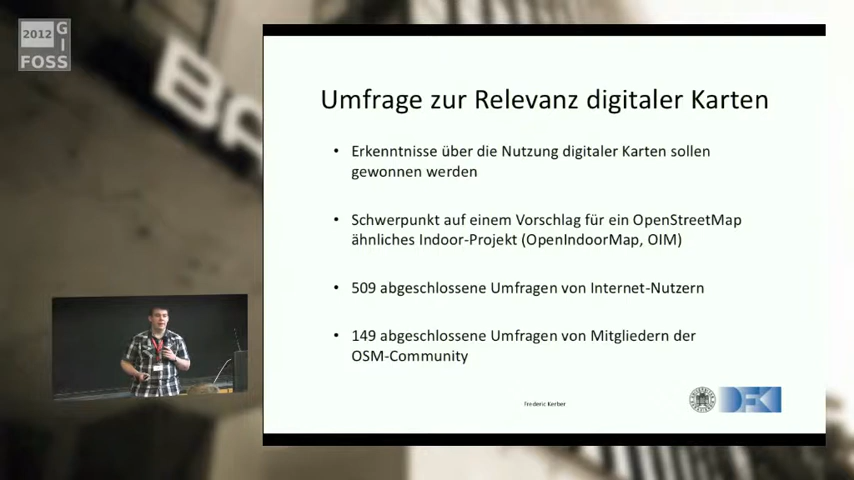 2012
G
I
FOSS
BA
Umfrage zur Relevanz digitaler Karten
• Erkenntnisse über die Nutzung digitaler Karten sollen
gewonnen werden
• Schwerpunkt auf einem Vorschlag für ein OpenStreetMap
ähnliches Indoor-Projekt (OpenIndoorMap, OIM)
• 509 abgeschlossene Umfragen von Internet-Nutzern
• 149 abgeschlossene Umfragen von Mitgliedern der
OSM-Community
Frederic Kerber
DFKI